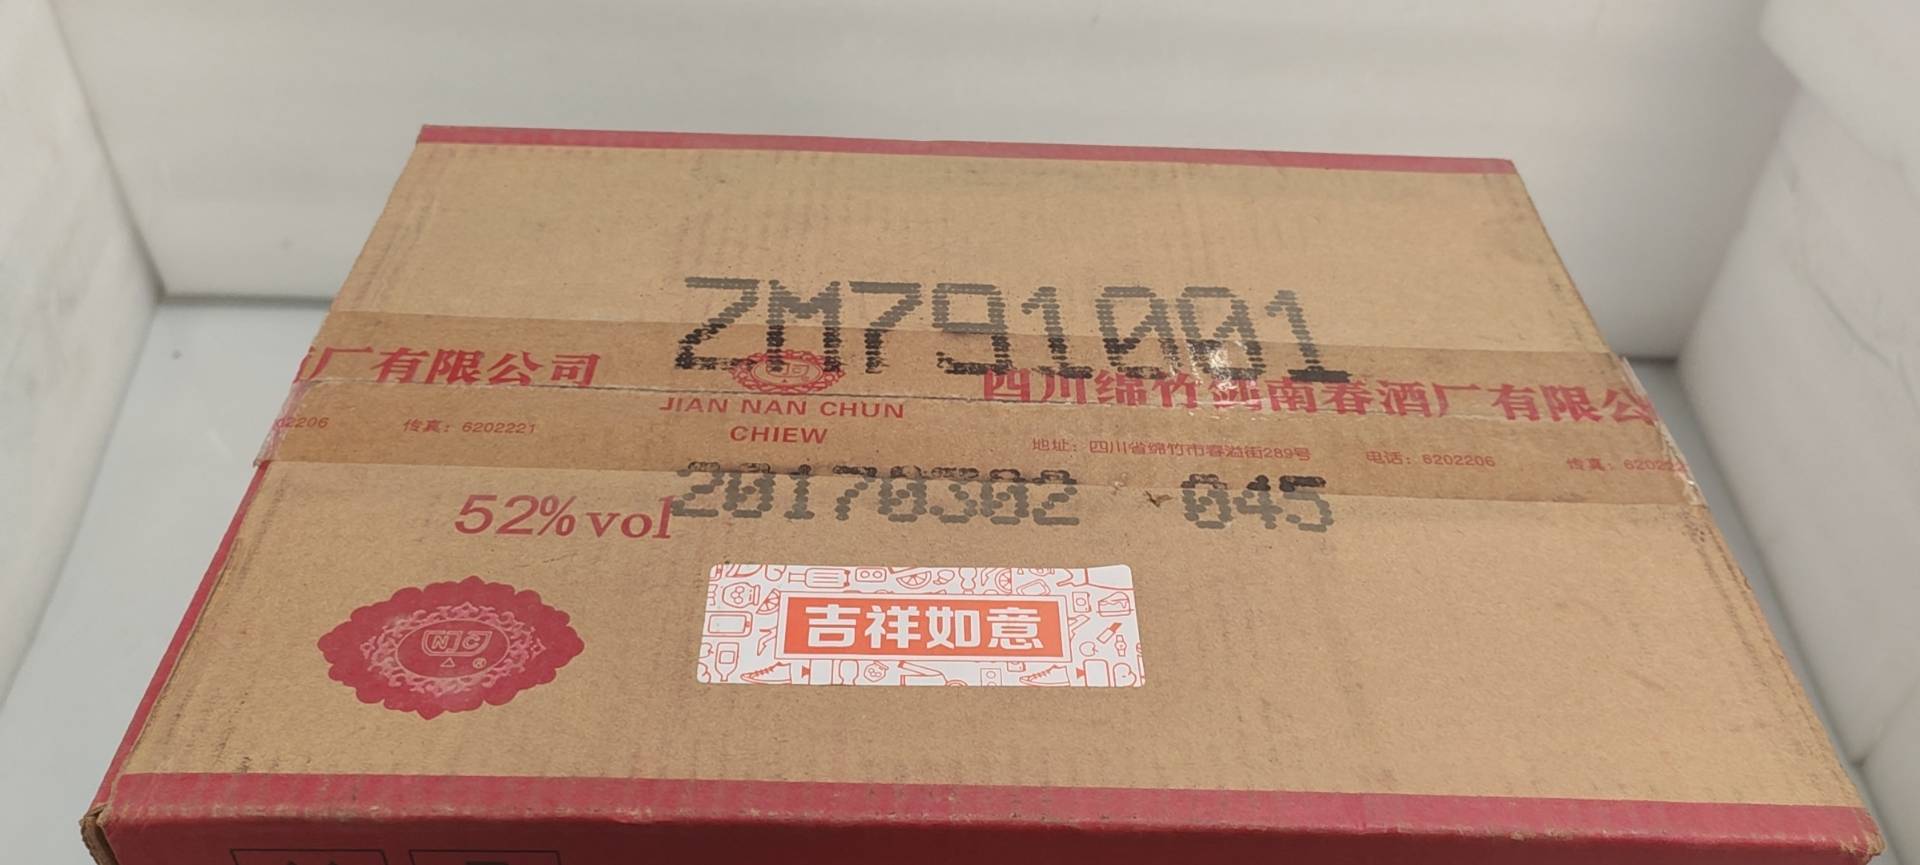 ZM791001
厂有限公司
四川绵竹剑南春酒厂有限公
JIAN NAN CHUN
CHIEW
2206
传真：6202221
地址：四川省绵竹市春溢街289号
电话：6202206
传真：62022
20170302 045
52%vol
NC
®
吉祥如意